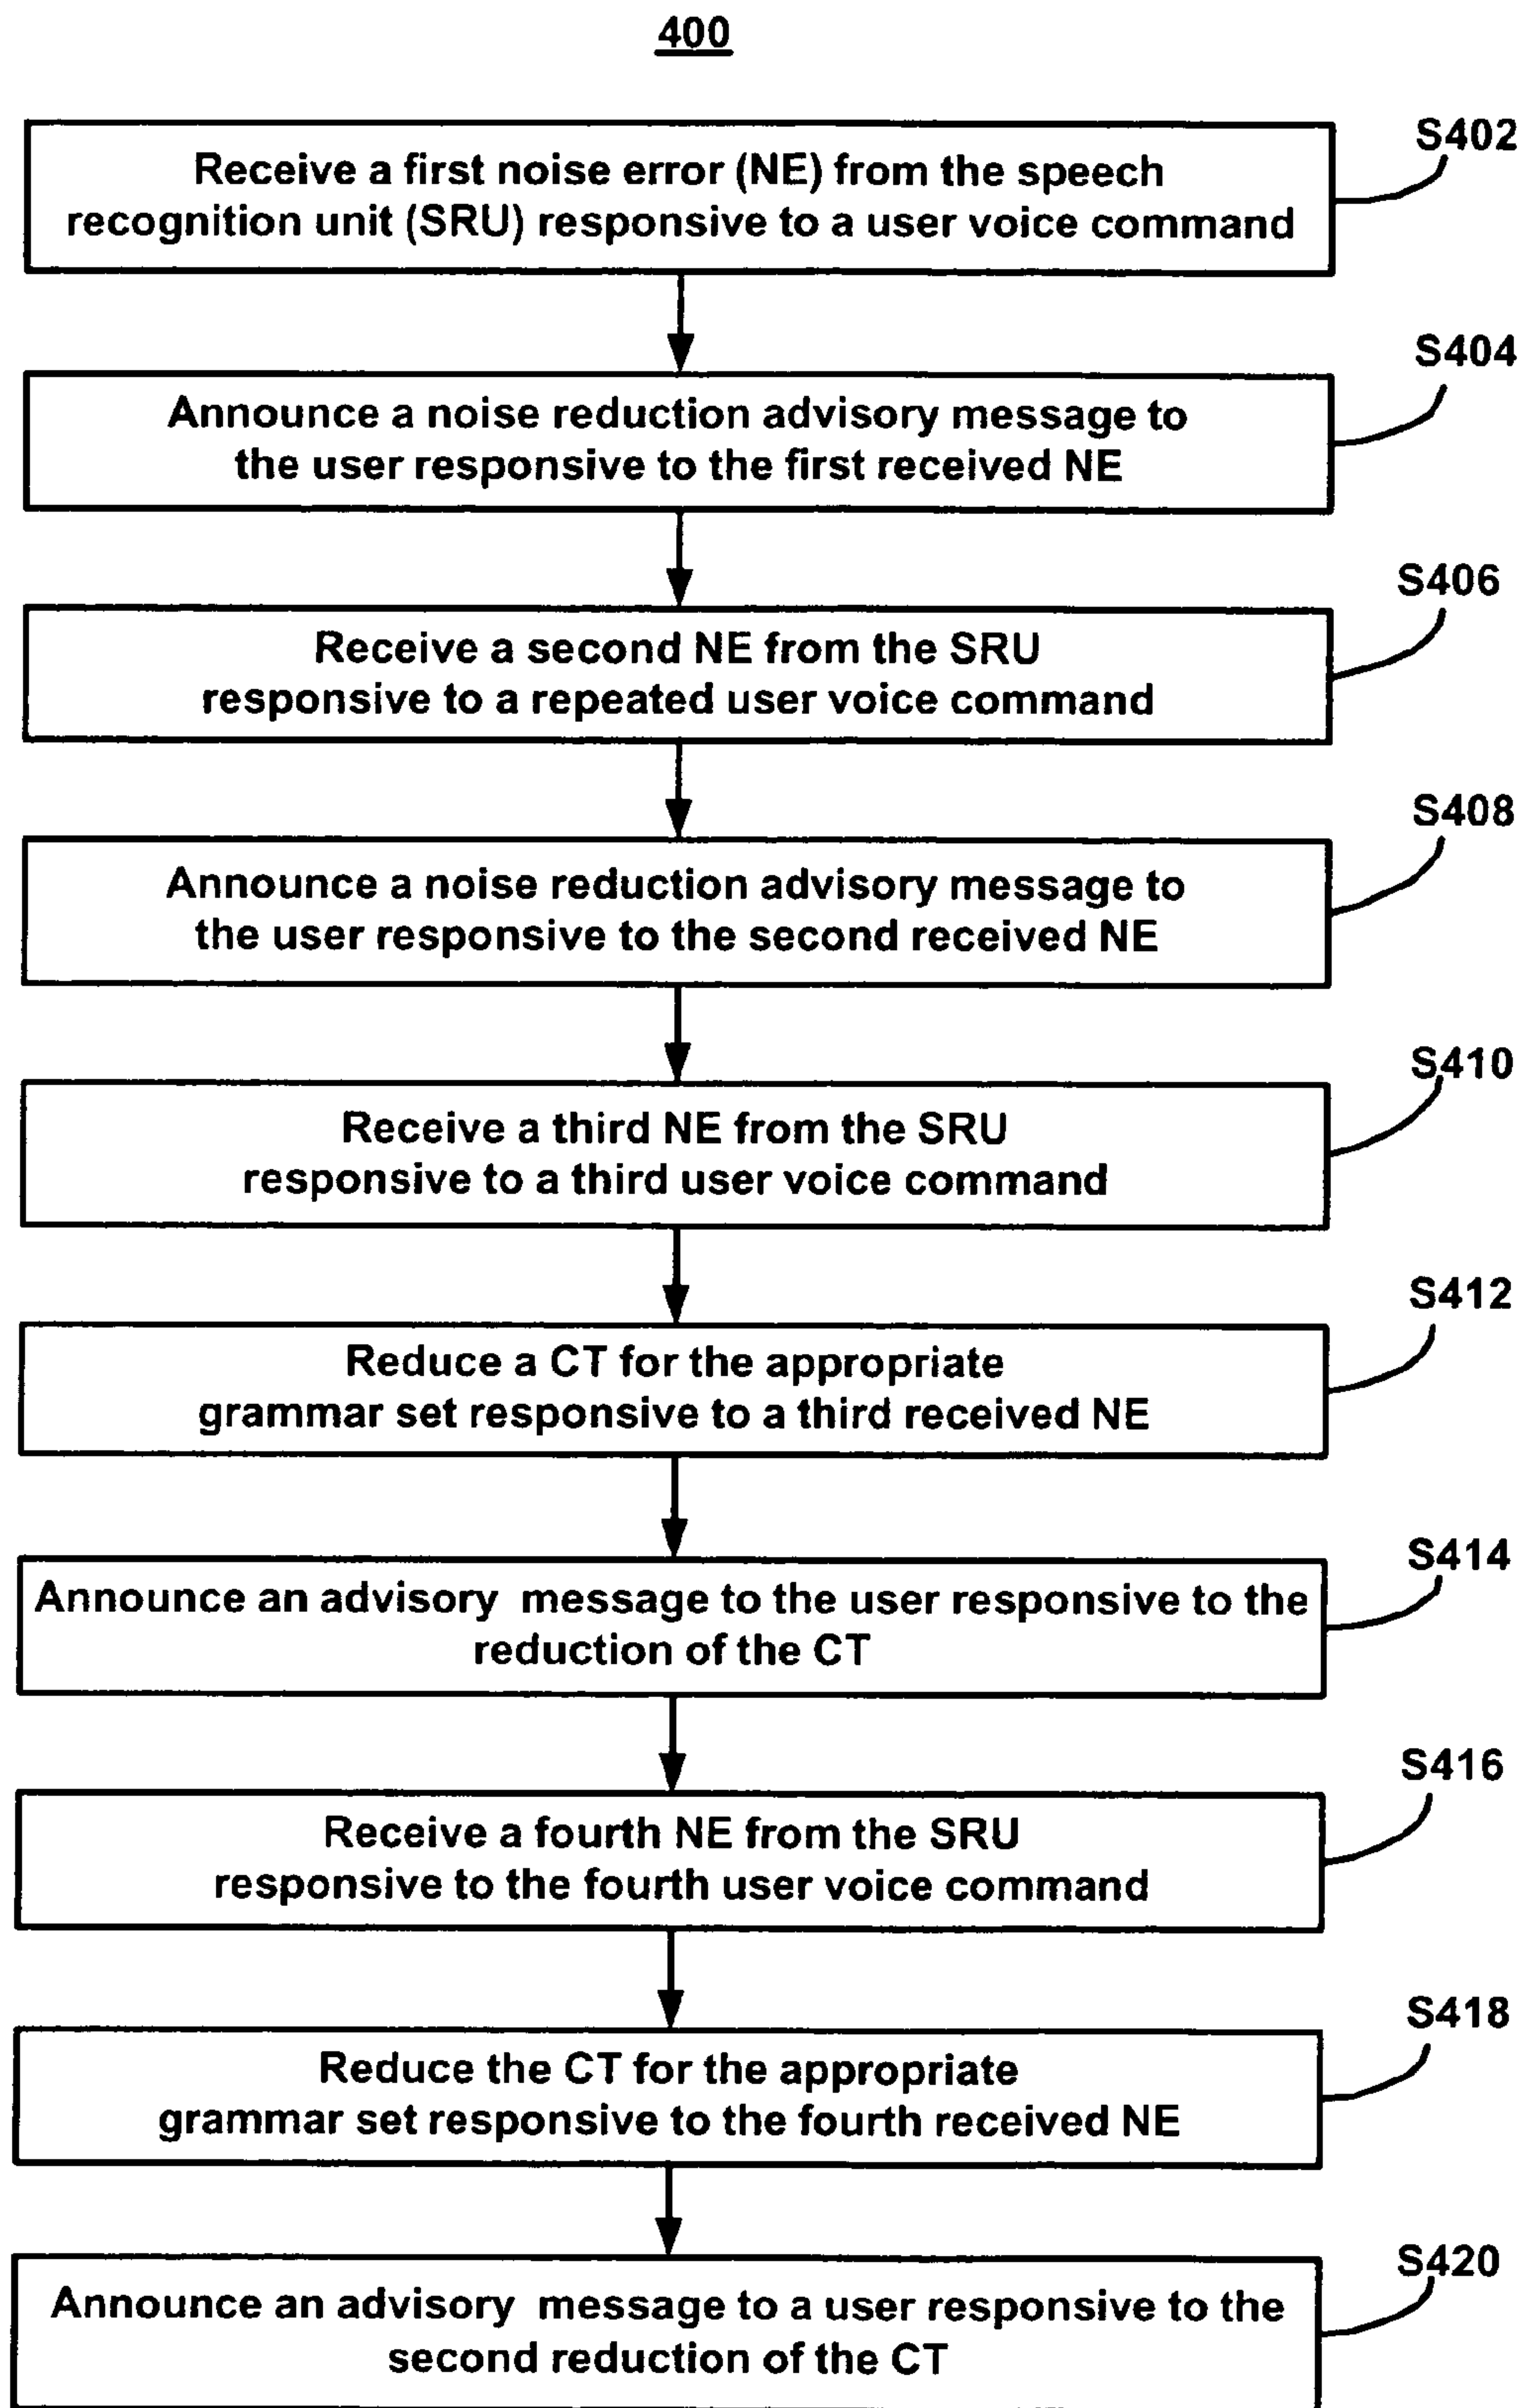 400
S402
Receive a first noise error (NE) from the speech
recognition unit (SRU) responsive to a user voice command
S404
Announce a noise reduction advisory message to
the user responsive to the first received NE
S406
Receive a second NE from the SRU
responsive to a repeated user voice command
S408
Announce a noise reduction advisory message to
the user responsive to the second received NE
S410
Receive a third NE from the SRU
responsive to a third user voice command
S412
Reduce a CT for the appropriate
grammar set responsive to a third received NE
S414
Announce an advisory message to the user responsive to the
reduction of the CT
S416
Receive a fourth NE from the SRU
responsive to the fourth user voice command
S418
Reduce the CT for the appropriate
grammar set responsive to the fourth received NE
S420
Announce an advisory message to a user responsive to the
second reduction of the CT